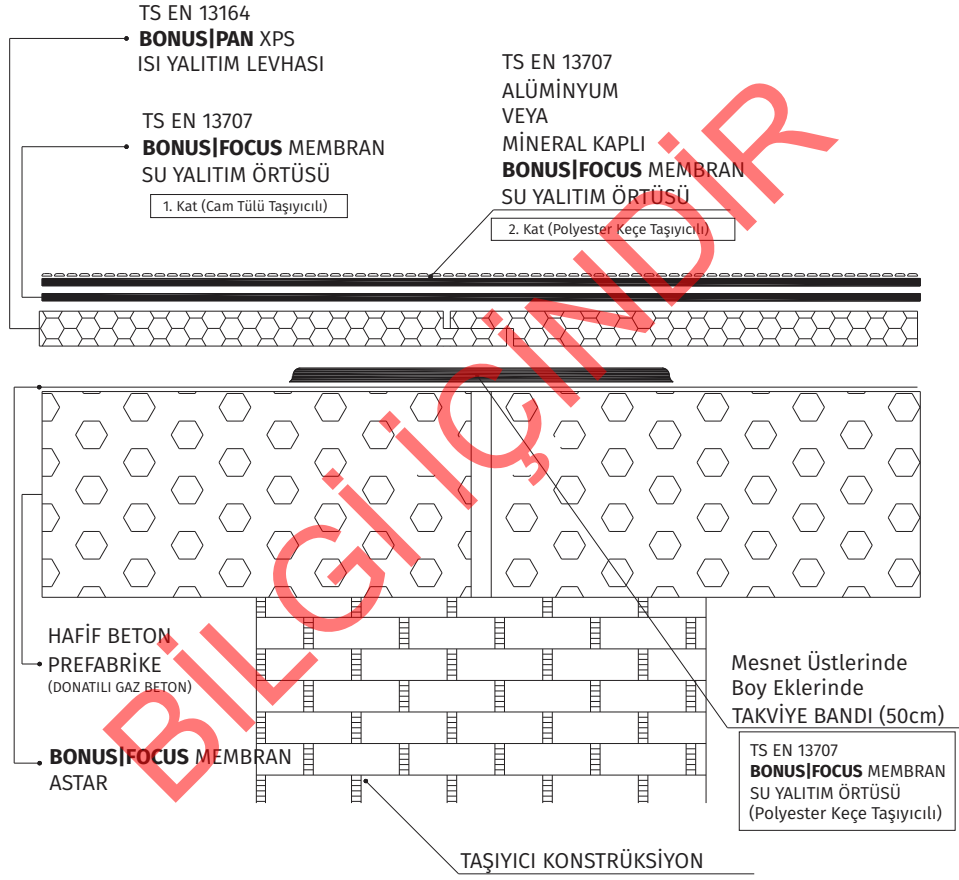 TS EN 13164
BONUS|PAN XPS
ISI YALITIM LEVHASI
TS EN 13707
BONUS|FOCUS MEMBRAN
SU YALITIM ÖRTÜSÜ
1. Kat (Cam Tülü Taşıyıcılı)
TS EN 13707
ALÜMİNYUM
VEYA
MİNERAL KAPLI
BONUS|FOCUS MEMBRAN
SU YALITIM ÖRTÜSÜ
2. Kat (Polyester Keçe Taşıyıcılı)
BİLGİ İÇİNDİR
HAFİF BETON
PREFABRİKE
(DONATILI GAZ BETON)
BONUS|FOCUS MEMBRAN
ASTAR
Mesnet Üstlerinde
Boy Eklerinde
TAKVİYE BANDI (50cm)
TS EN 13707
BONUS|FOCUS MEMBRAN
SU YALITIM ÖRTÜSÜ
(Polyester Keçe Taşıyıcılı)
TAŞIYICI KONSTRÜKSİYON